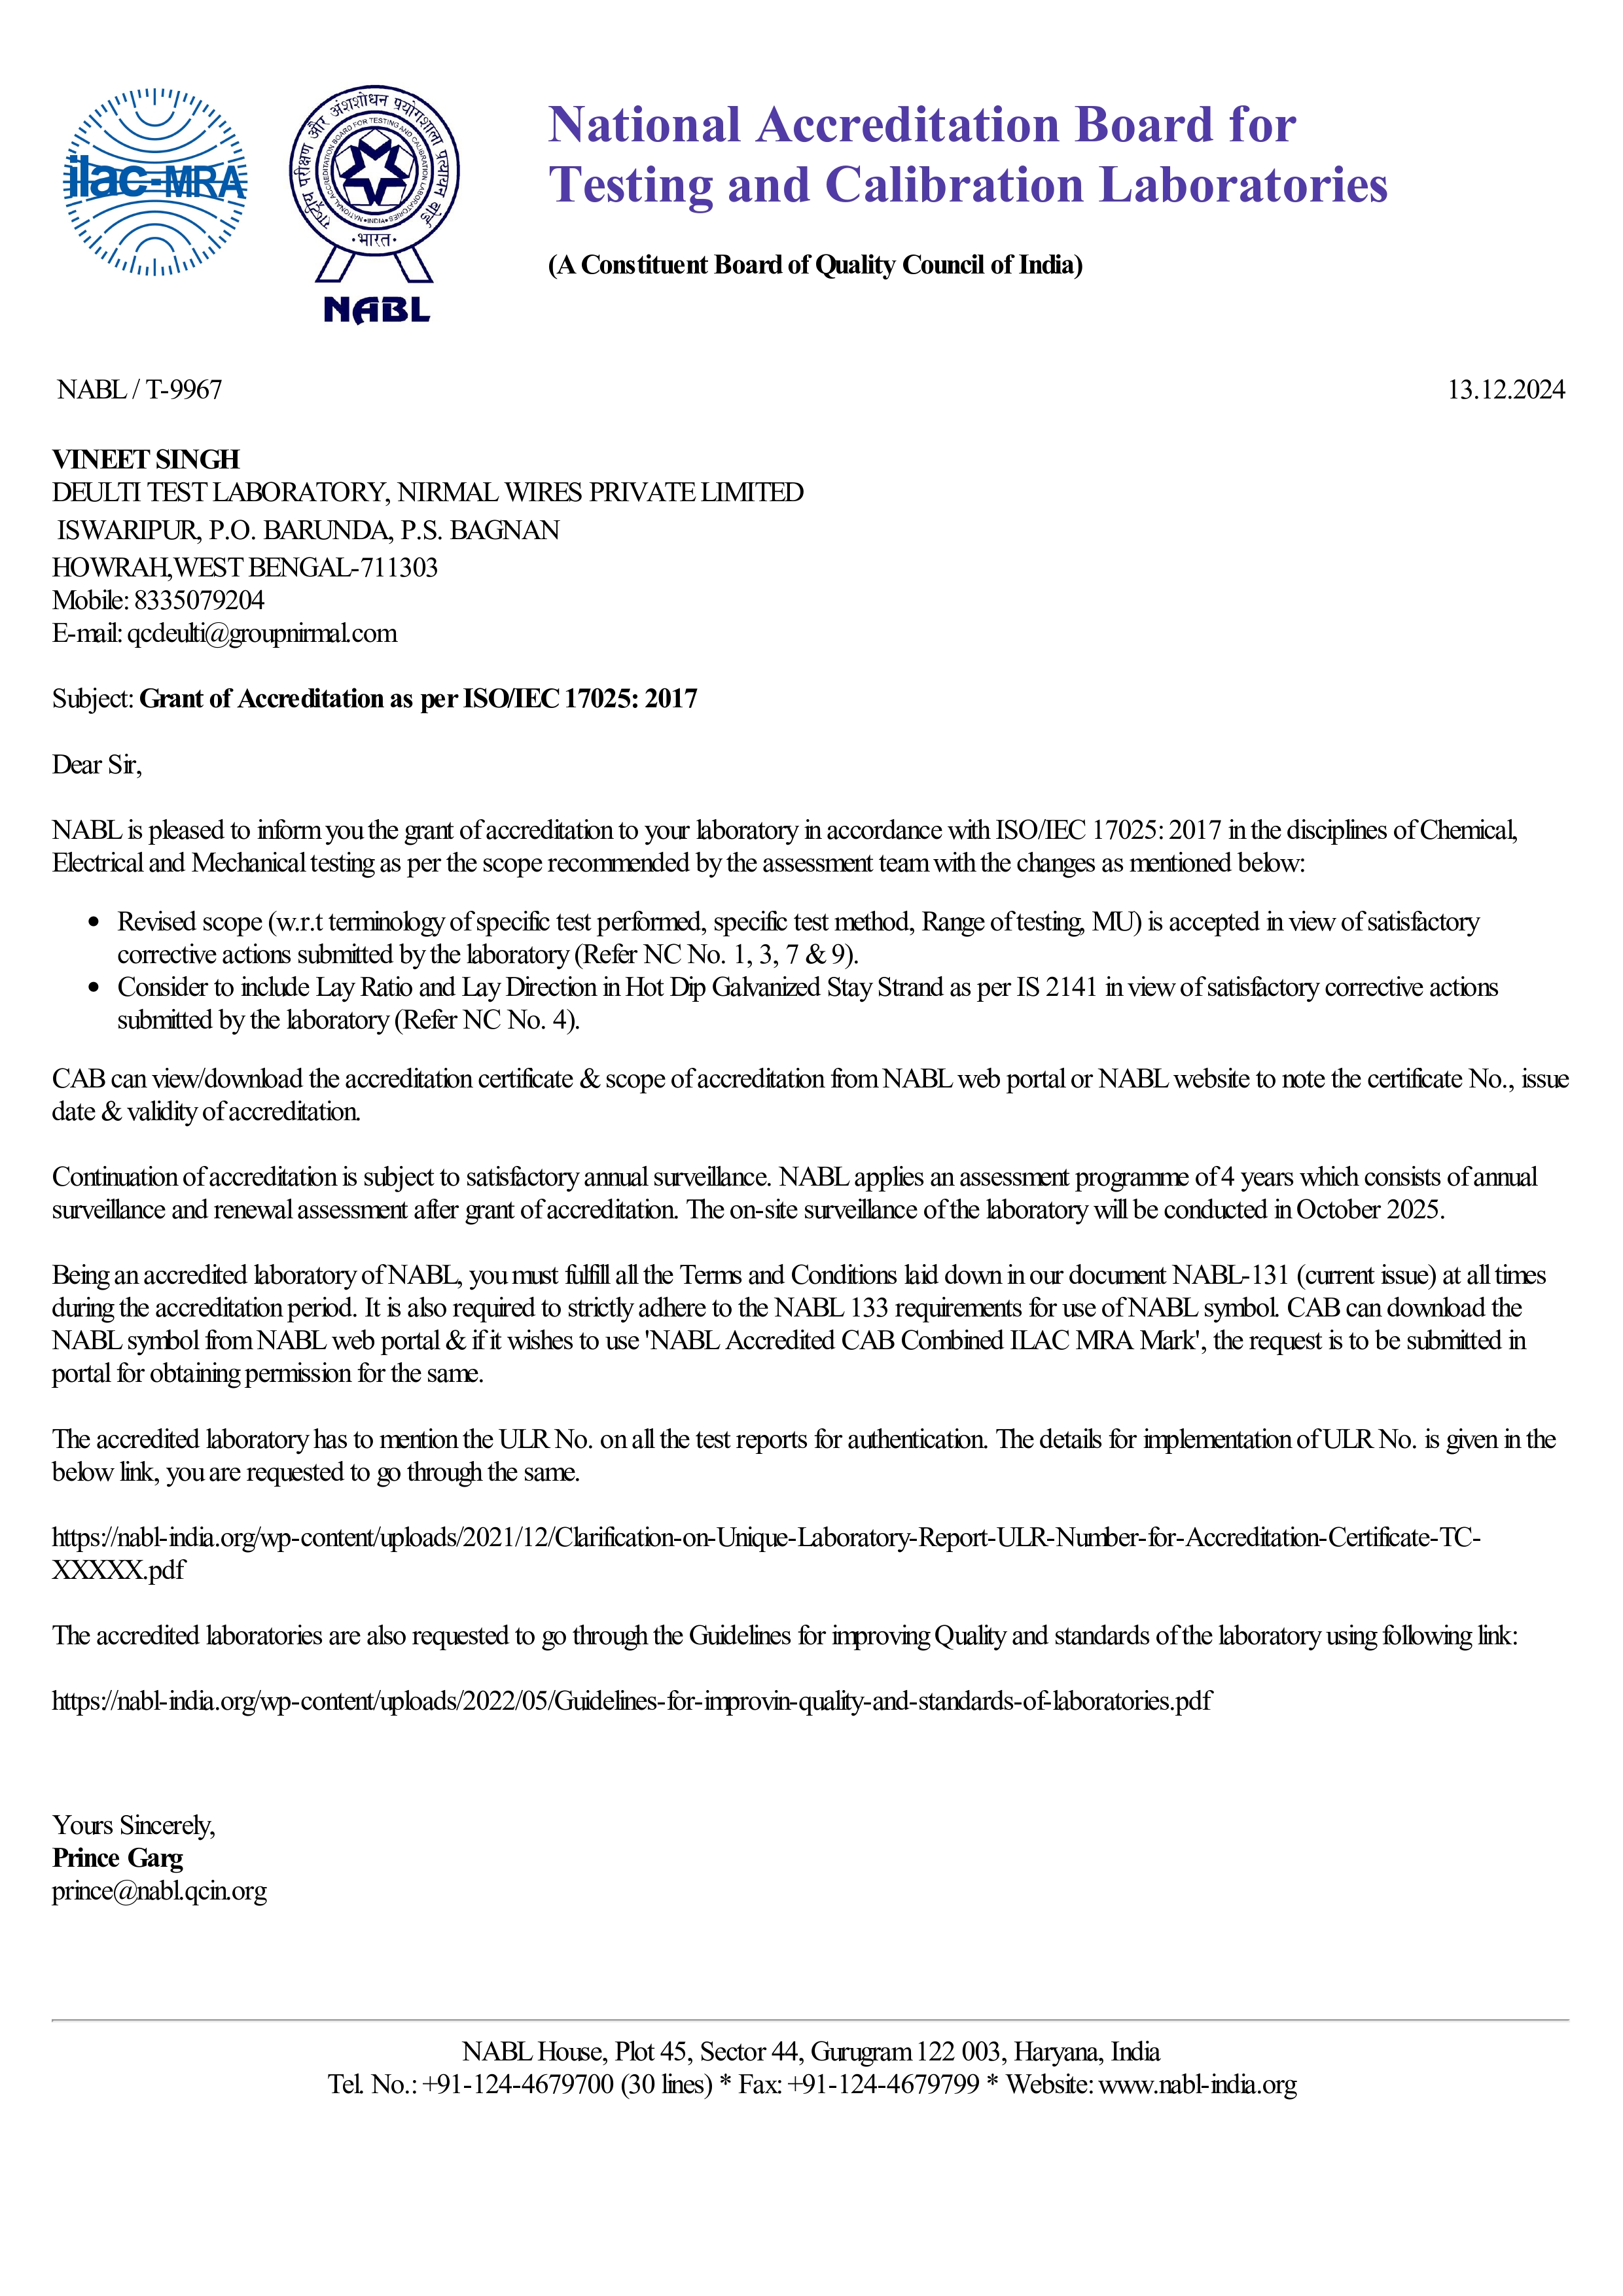 ilac-MRA
राष्ट्रीय परीक्षण और अंशशोधन प्रयोगशाला प्रत्यायन बोर्ड
NATIONAL ACCREDITATION BOARD FOR TESTING AND CALIBRATION LABORATORIES
•INDIA•
•भारत•
NABL
National Accreditation Board for
Testing and Calibration Laboratories
(A Constituent Board of Quality Council of India)
NABL / T-9967 13.12.2024
VINEET SINGH
DEULTI TEST LABORATORY, NIRMAL WIRES PRIVATE LIMITED
ISWARIPUR, P.O. BARUNDA, P.S. BAGNAN
HOWRAH,WEST BENGAL-711303
Mobile: 8335079204
E-mail: qcdeulti@groupnirmal.com
Subject: Grant of Accreditation as per ISO/IEC 17025: 2017
Dear Sir,
NABL is pleased to inform you the grant of accreditation to your laboratory in accordance with ISO/IEC 17025: 2017 in the disciplines of Chemical,
Electrical and Mechanical testing as per the scope recommended by the assessment team with the changes as mentioned below:
• Revised scope (w.r.t terminology of specific test performed, specific test method, Range of testing, MU) is accepted in view of satisfactory
corrective actions submitted by the laboratory (Refer NC No. 1, 3, 7 & 9).
• Consider to include Lay Ratio and Lay Direction in Hot Dip Galvanized Stay Strand as per IS 2141 in view of satisfactory corrective actions
submitted by the laboratory (Refer NC No. 4).
CAB can view/download the accreditation certificate & scope of accreditation from NABL web portal or NABL website to note the certificate No., issue
date & validity of accreditation.
Continuation of accreditation is subject to satisfactory annual surveillance. NABL applies an assessment programme of 4 years which consists of annual
surveillance and renewal assessment after grant of accreditation. The on-site surveillance of the laboratory will be conducted in October 2025.
Being an accredited laboratory of NABL, you must fulfill all the Terms and Conditions laid down in our document NABL-131 (current issue) at all times
during the accreditation period. It is also required to strictly adhere to the NABL 133 requirements for use of NABL symbol. CAB can download the
NABL symbol from NABL web portal & if it wishes to use 'NABL Accredited CAB Combined ILAC MRA Mark', the request is to be submitted in
portal for obtaining permission for the same.
The accredited laboratory has to mention the ULR No. on all the test reports for authentication. The details for implementation of ULR No. is given in the
below link, you are requested to go through the same.
https://nabl-india.org/wp-content/uploads/2021/12/Clarification-on-Unique-Laboratory-Report-ULR-Number-for-Accreditation-Certificate-TC-
XXXXX.pdf
The accredited laboratories are also requested to go through the Guidelines for improving Quality and standards of the laboratory using following link:
https://nabl-india.org/wp-content/uploads/2022/05/Guidelines-for-improvin-quality-and-standards-of-laboratories.pdf
Yours Sincerely,
Prince Garg
prince@nabl.qcin.org
NABL House, Plot 45, Sector 44, Gurugram 122 003, Haryana, India
Tel. No.: +91-124-4679700 (30 lines) * Fax: +91-124-4679799 * Website: www.nabl-india.org